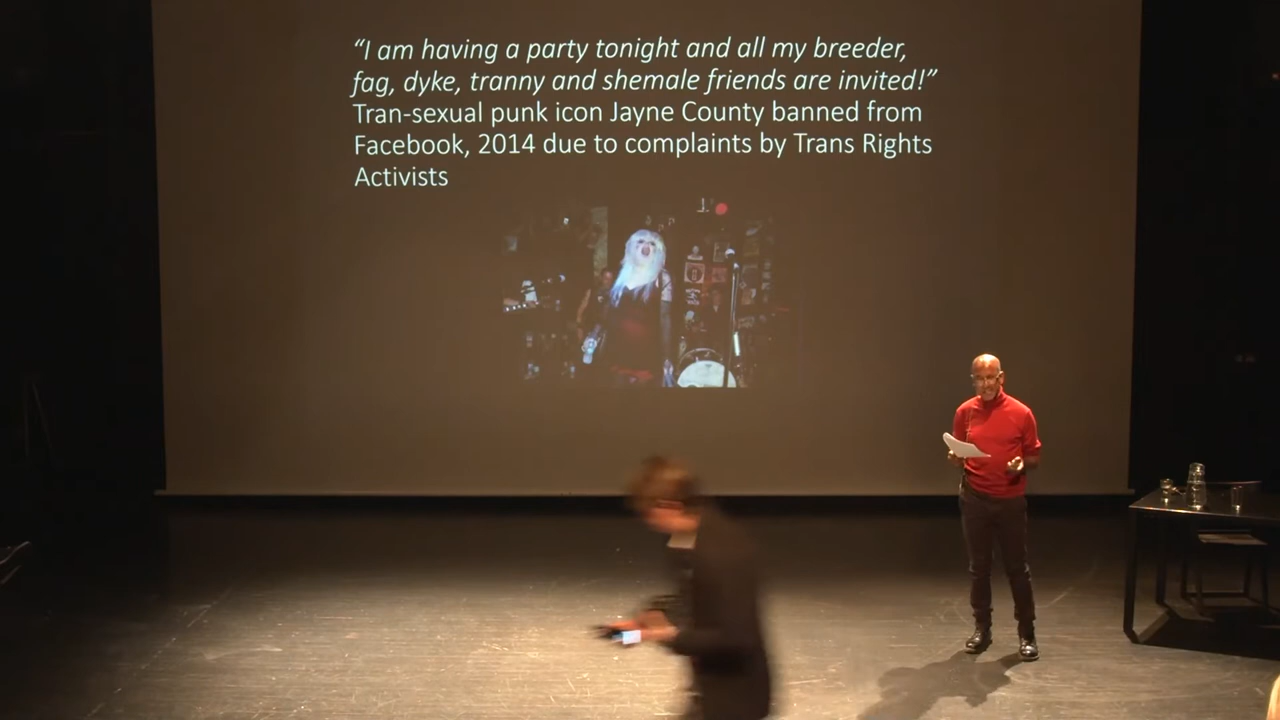 “I am having a party tonight and all my breeder,
fag, dyke, tranny and shemale friends are invited!”
Tran-sexual punk icon Jayne County banned from
Facebook, 2014 due to complaints by Trans Rights
Activists